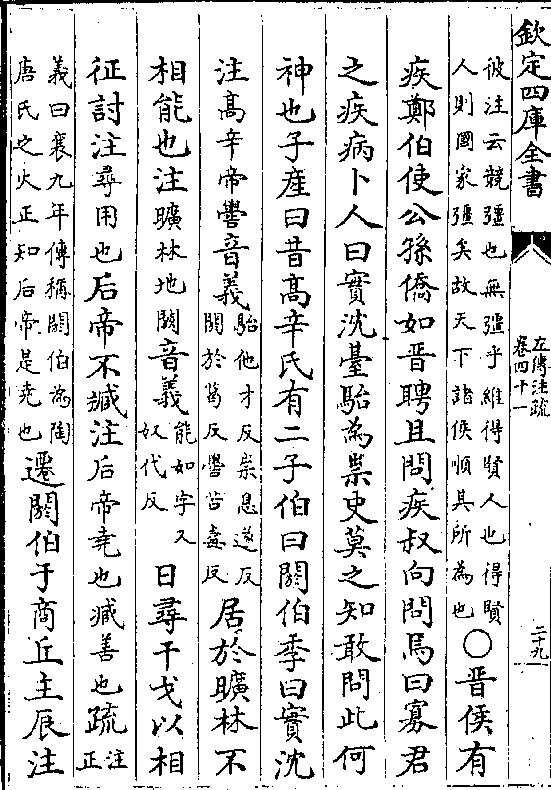 欽定四庫全書
左傳注疏
卷四十一
二十九
彼注云競彊也無彊乎維得賢人也得賢
人則國家彊矣故天下諸侯順其所為也
○晋侯有
疾鄭伯使公孫僑如晋聘且問疾叔向問焉曰寡君
之疾病卜人曰實沈臺駘為祟史莫之知敢問此何
神也子産曰昔髙辛氏有二子伯曰閼伯季曰實沈
注髙辛帝嚳音義
駘他才反祟息遂反
閼於葛反嚳苦毒反
居於曠林不
相能也注曠林地闕音義
能如字又
奴代反
日尋干戈以相
征討注尋用也后帝不臧注后帝堯也臧善也疏
注
正
義曰襄九年傳稱閼伯為陶
唐氏之火正知后帝是堯也
遷閼伯于商丘主辰注